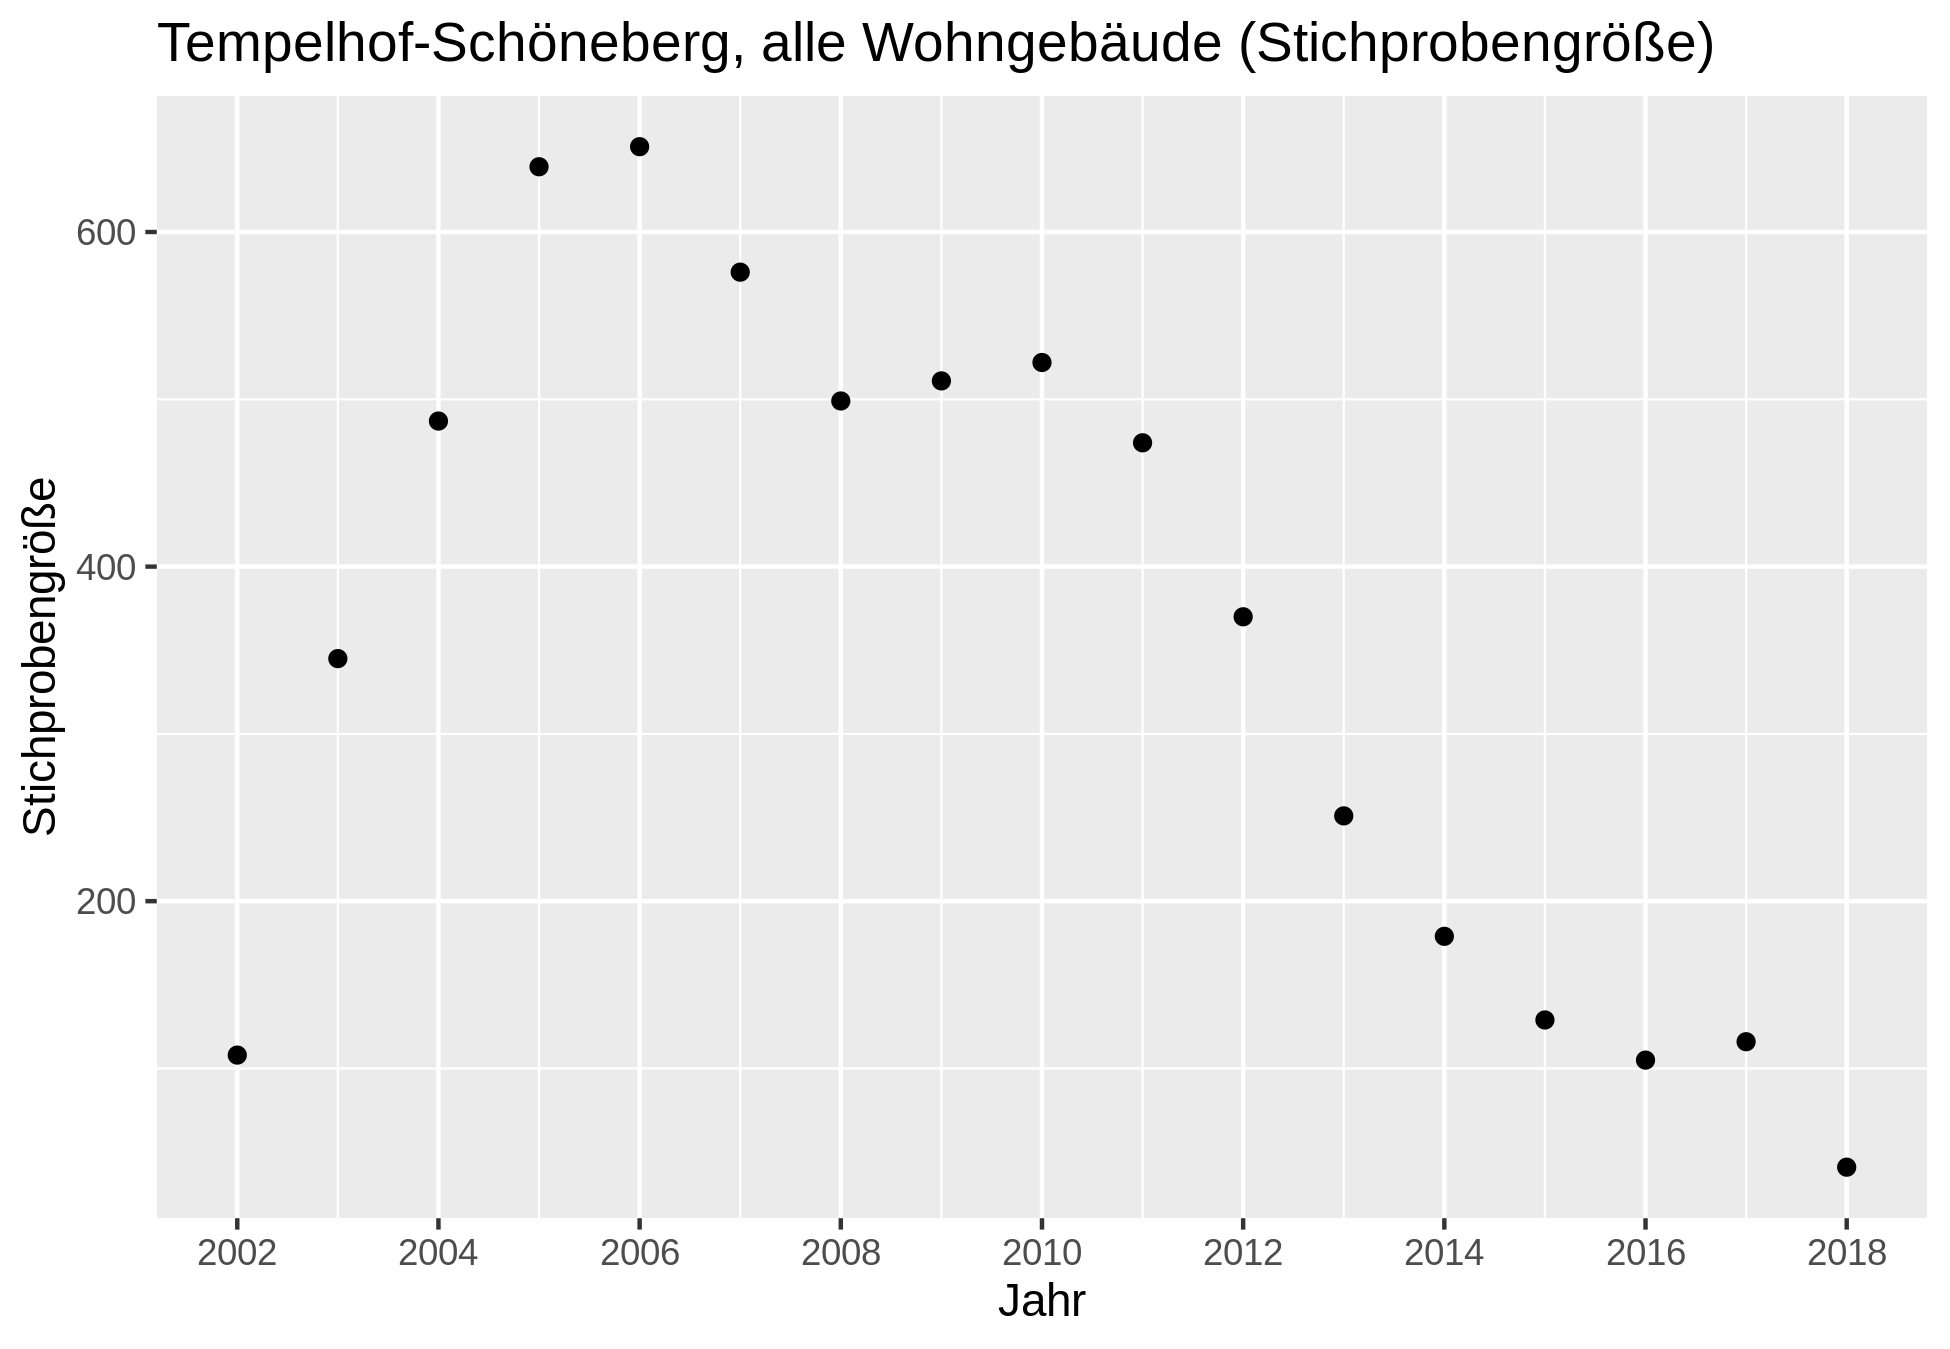 Tempelhof-Schöneberg, alle Wohngebäude (Stichprobengröße)
Stichprobengröße
600
400
200
2002 2004 2006 2008 2010 2012 2014 2016 2018
Jahr